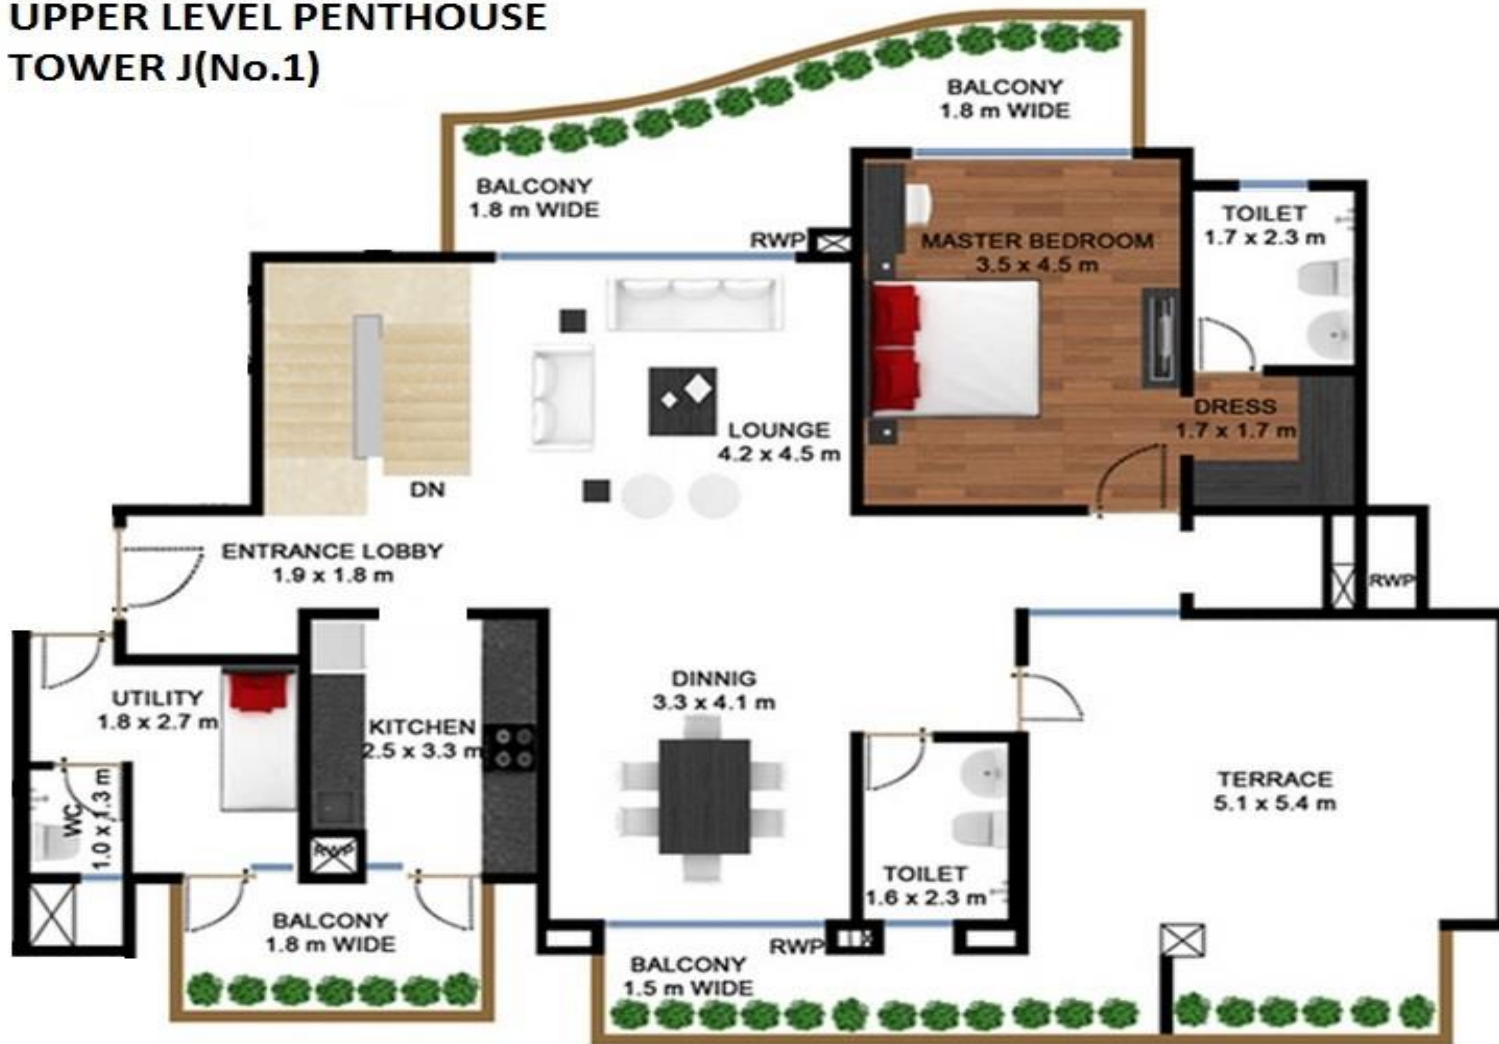 UPPER LEVEL PENTHOUSE
TOWER J(No.1)
BALCONY
1.8 m WIDE
BALCONY
1.8 m WIDE
RWP
MASTER BEDROOM
3.5 x 4.5 m
TOILET
1.7 x 2.3 m
LOUNGE
4.2 x 4.5 m
DRESS
1.7 x 1.7 m
DN
ENTRANCE LOBBY
1.9 x 1.8 m
RWP
UTILITY
1.8 x 2.7 m
KITCHEN
2.5 x 3.3 m
DINNIG
3.3 x 4.1 m
TERRACE
5.1 x 5.4 m
WC
1.0 x 1.3 m
RWP
TOILET
1.6 x 2.3 m
BALCONY
1.8 m WIDE
RWP
BALCONY
1.5 m WIDE